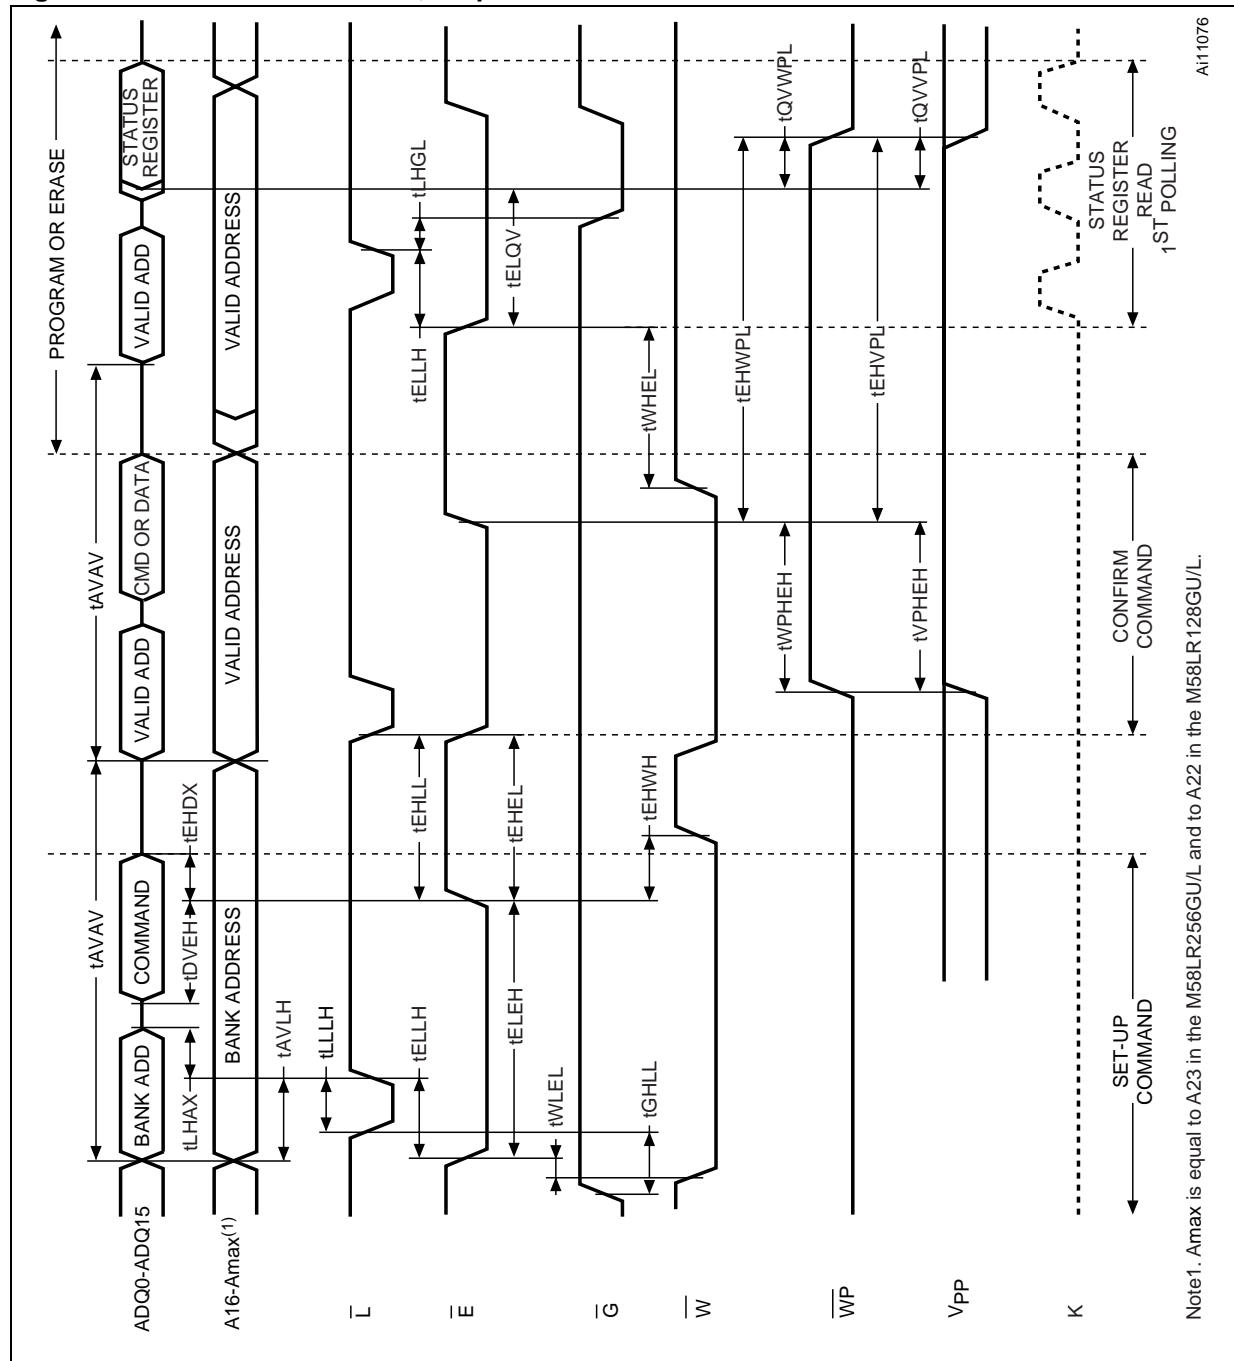 PROGRAM OR ERASE
tAVAV
tAVAV
ADQ0-ADQ15
BANK ADD
COMMAND
VALID ADD
CMD OR DATA
VALID ADD
STATUS
REGISTER
tLHAX
tDVEH
tEHDX
A16-Amax(1)
BANK ADDRESS
VALID ADDRESS
VALID ADDRESS
tAVLH
tLLLH
L
tELLH
tEHLL
tELLH
tLHGL
E
tELEH
tEHEL
tELQV
tWLEL
G
tGHLL
tEHWH
tWHEL
W
tEHWPL
tWPHEH
tQVWPL
WP
tEHVPL
tVPHEH
tQVVPL
VPP
K
SET-UP
COMMAND
CONFIRM
COMMAND
STATUS
REGISTER
READ
1ST POLLING
Note1. Amax is equal to A23 in the M58LR256GU/L and to A22 in the M58LR128GU/L.
Ai11076